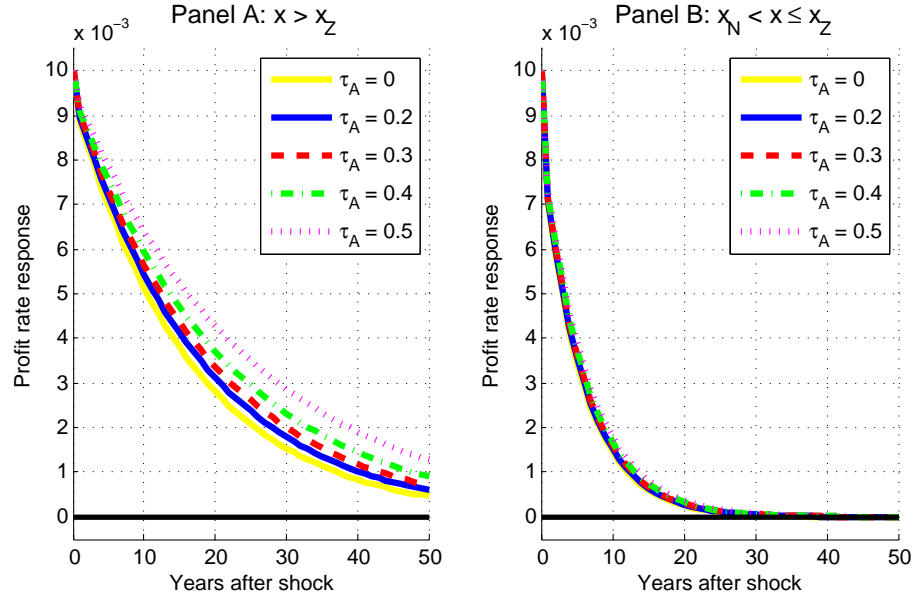 Panel A: x > x_Z
x 10^-3
10
9
8
7
6
5
4
3
2
1
0
0 10 20 30 40 50
Profit rate response
Years after shock
τ_A = 0
τ_A = 0.2
τ_A = 0.3
τ_A = 0.4
τ_A = 0.5
Panel B: x_N < x ≤ x_Z
x 10^-3
10
9
8
7
6
5
4
3
2
1
0
0 10 20 30 40 50
Profit rate response
Years after shock
τ_A = 0
τ_A = 0.2
τ_A = 0.3
τ_A = 0.4
τ_A = 0.5